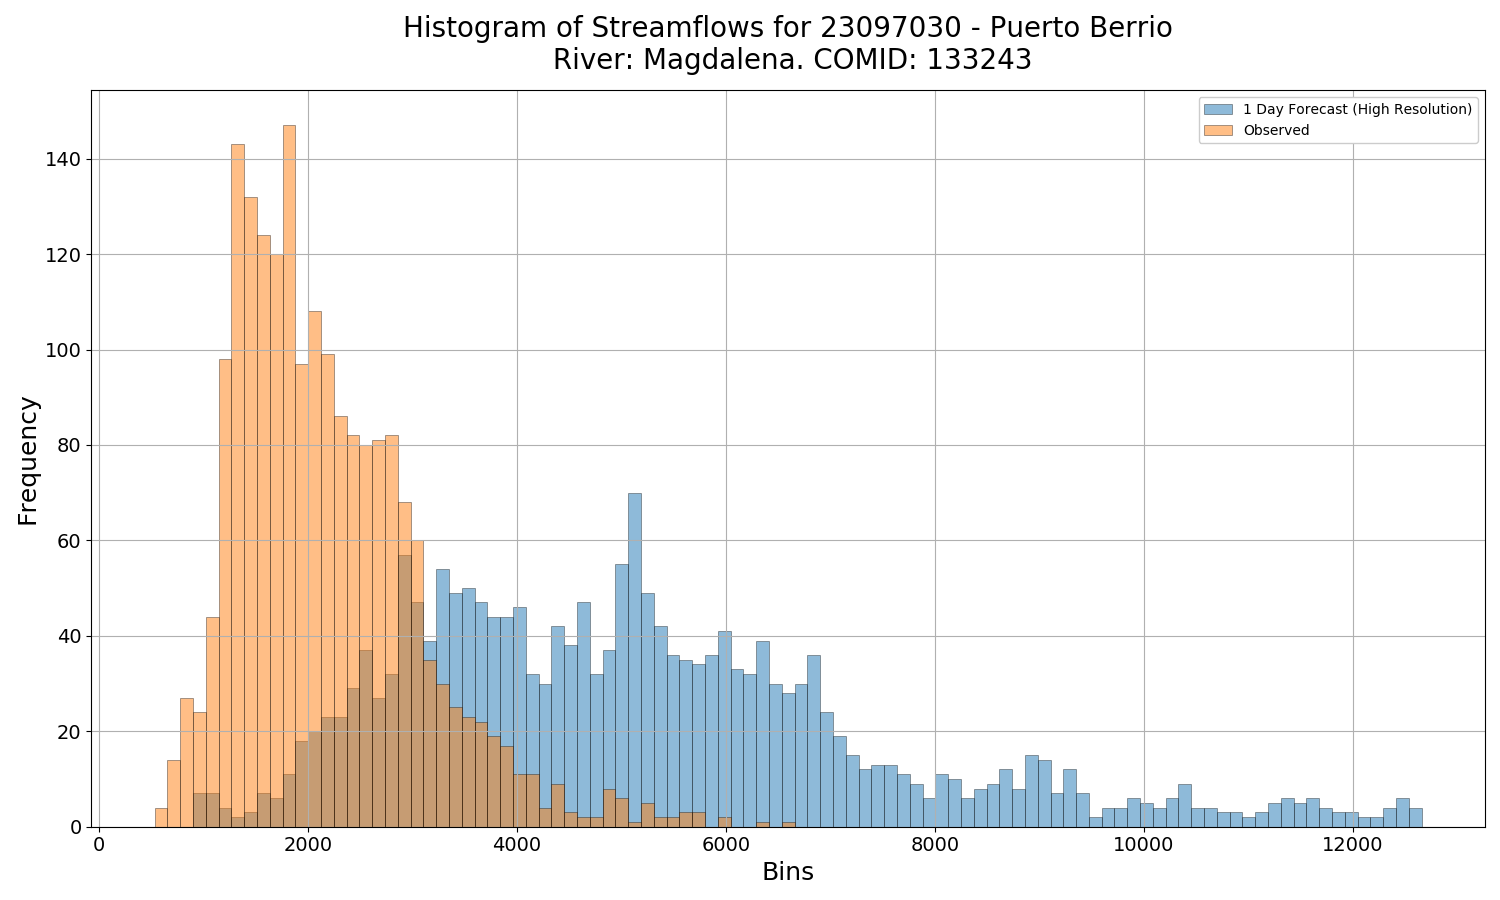 Histogram of Streamflows for 23097030 - Puerto Berrio
River: Magdalena. COMID: 133243
1 Day Forecast (High Resolution)
Observed
Frequency
140
120
100
80
60
40
20
0
0 2000 4000 6000 8000 10000 12000
Bins